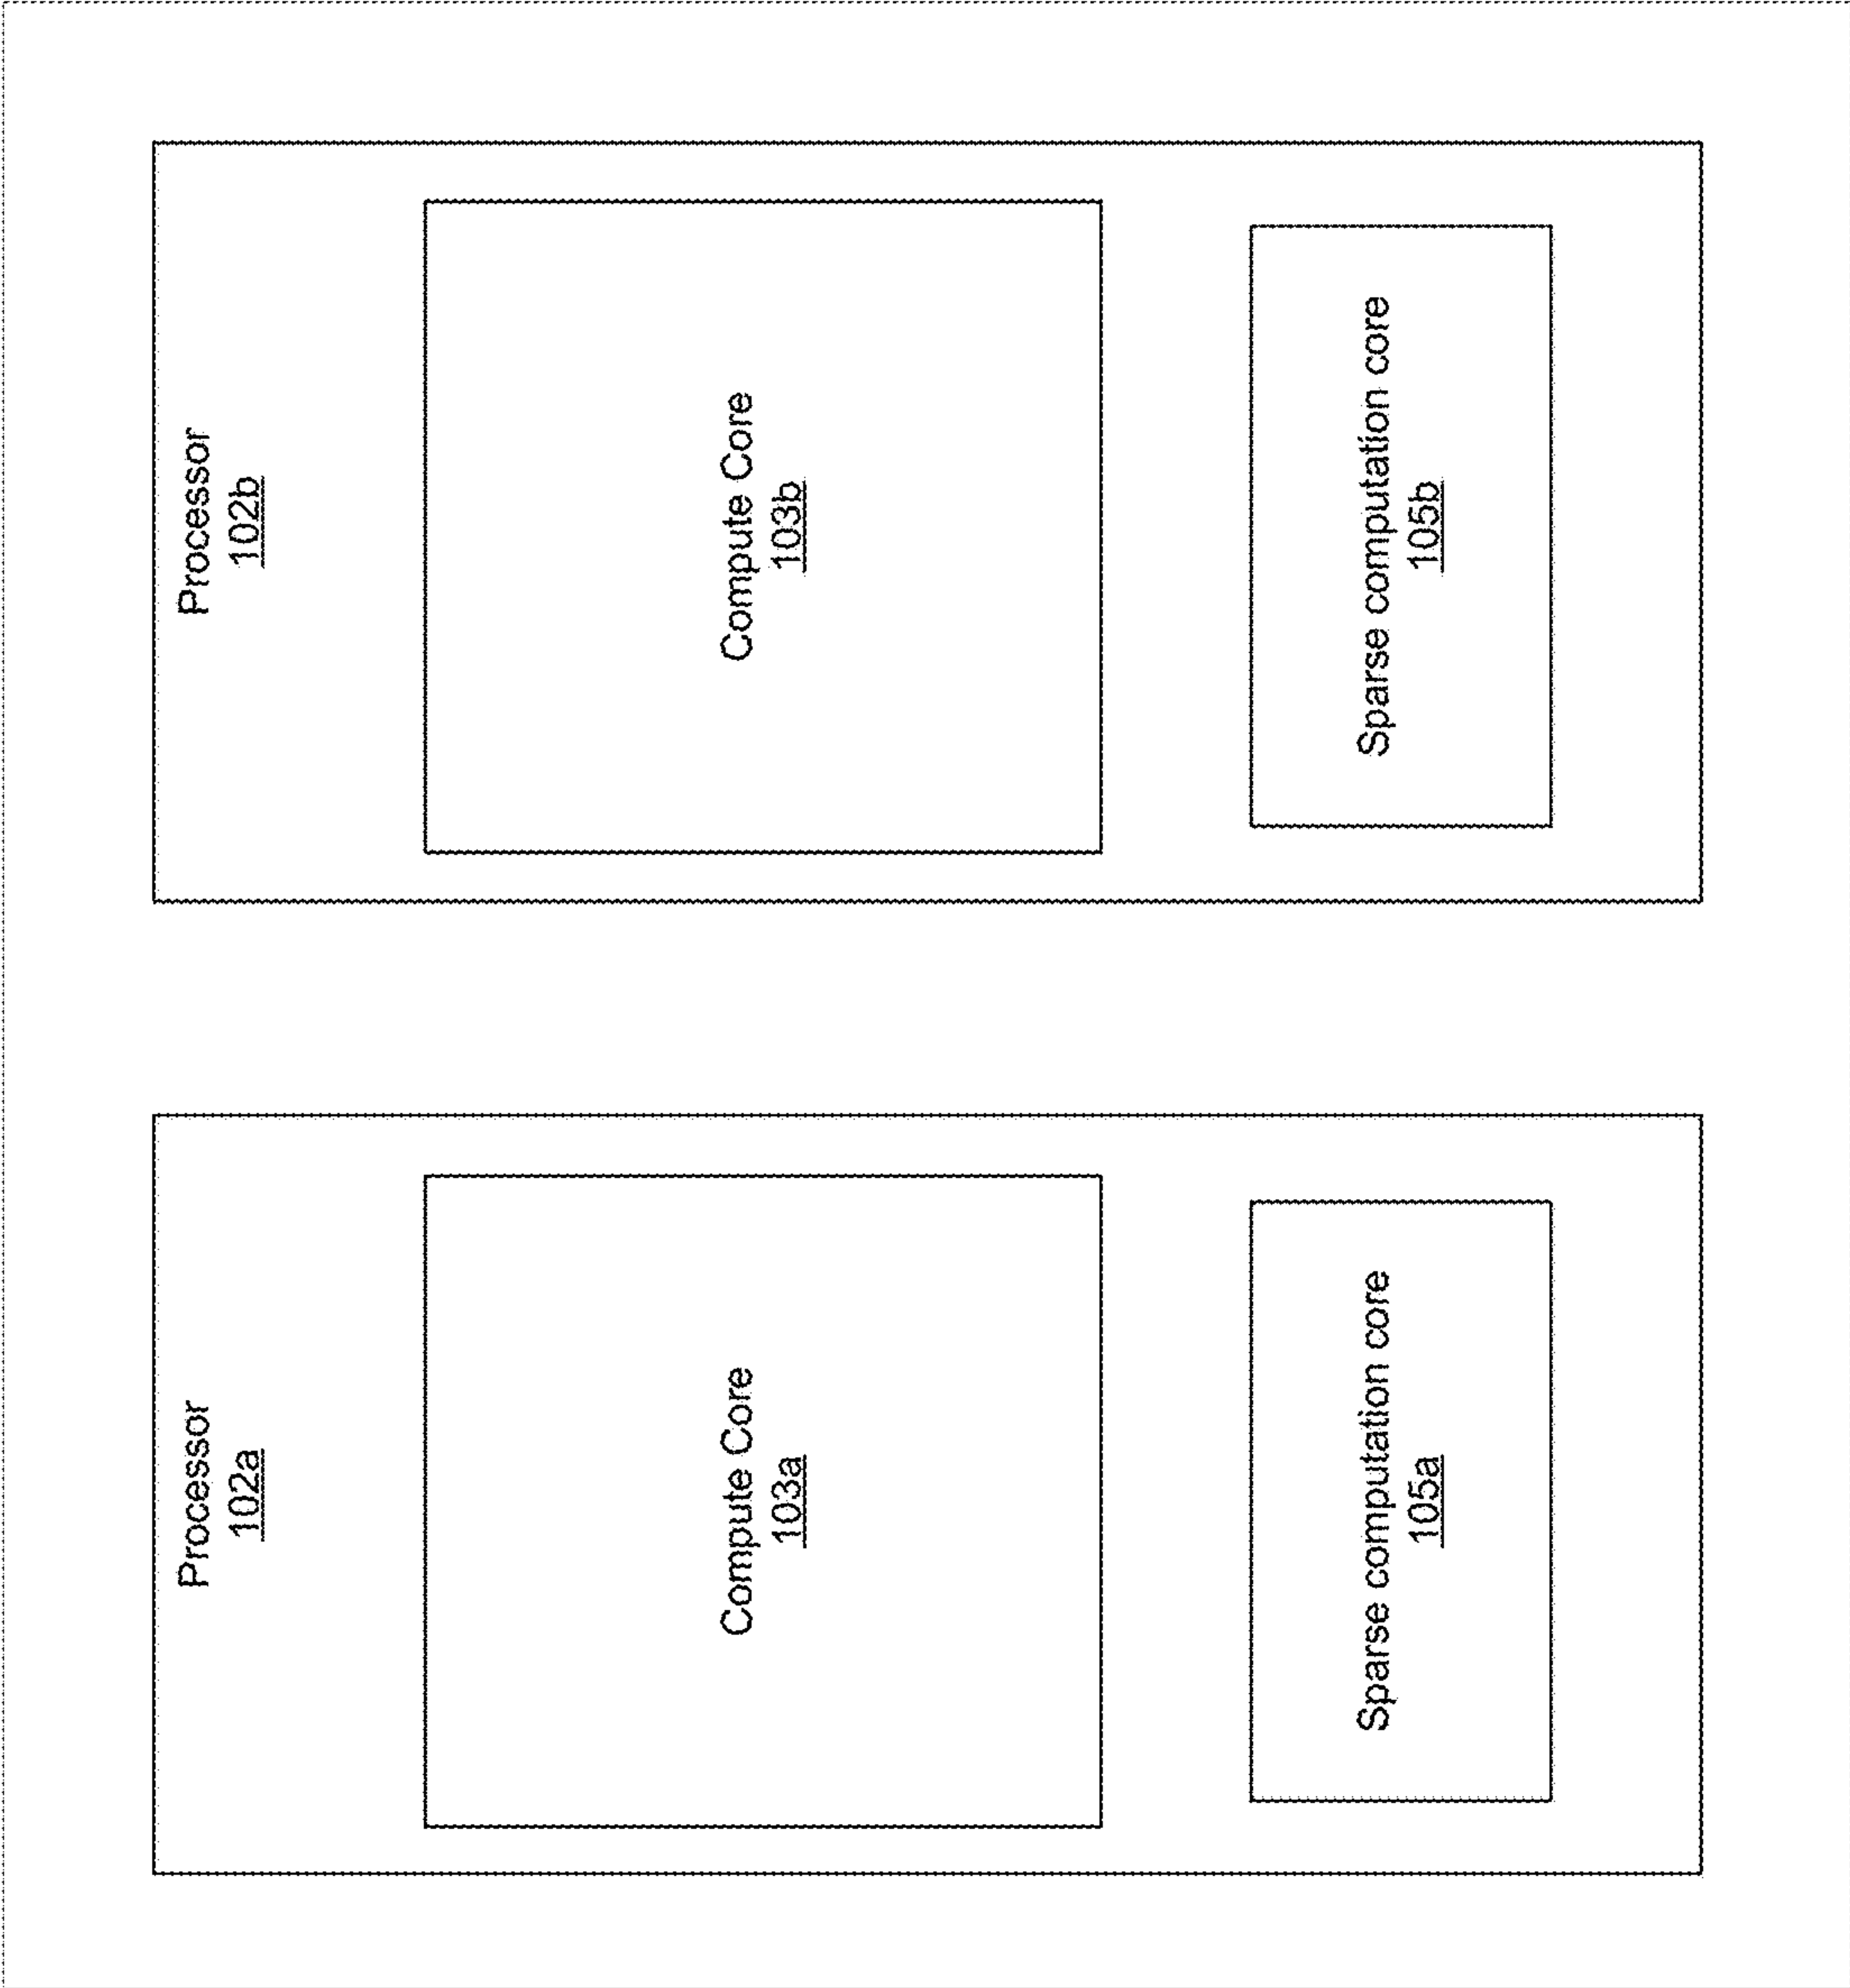 Processor
102a
Compute Core
103a
Sparse computation core
105a
Processor
102b
Compute Core
103b
Sparse computation core
105b